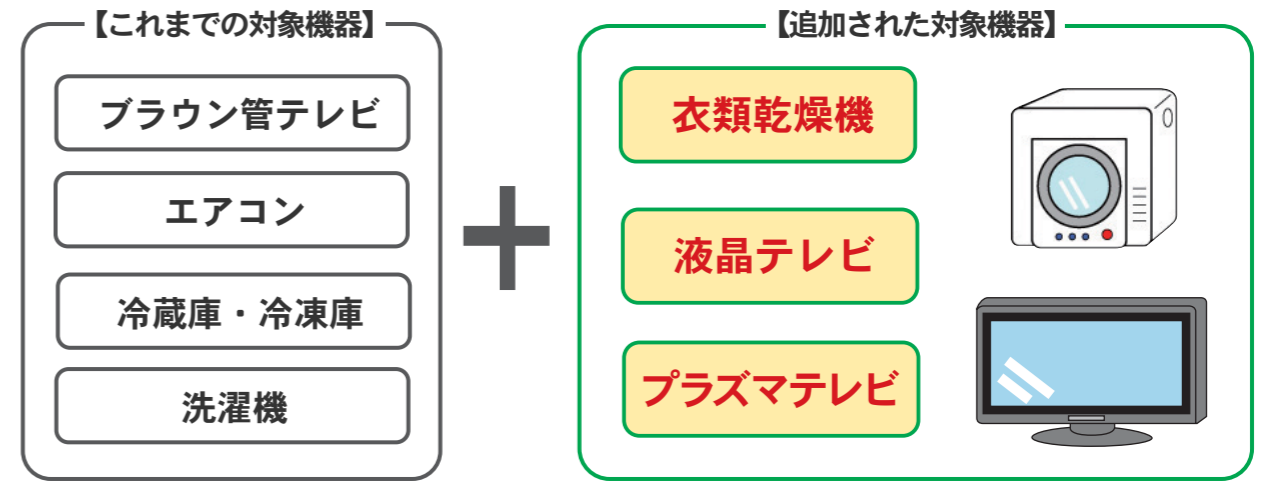 【これまでの対象機器】
ブラウン管テレビ
エアコン
冷蔵庫・冷凍庫
洗濯機
【追加された対象機器】
衣類乾燥機
液晶テレビ
プラズマテレビ